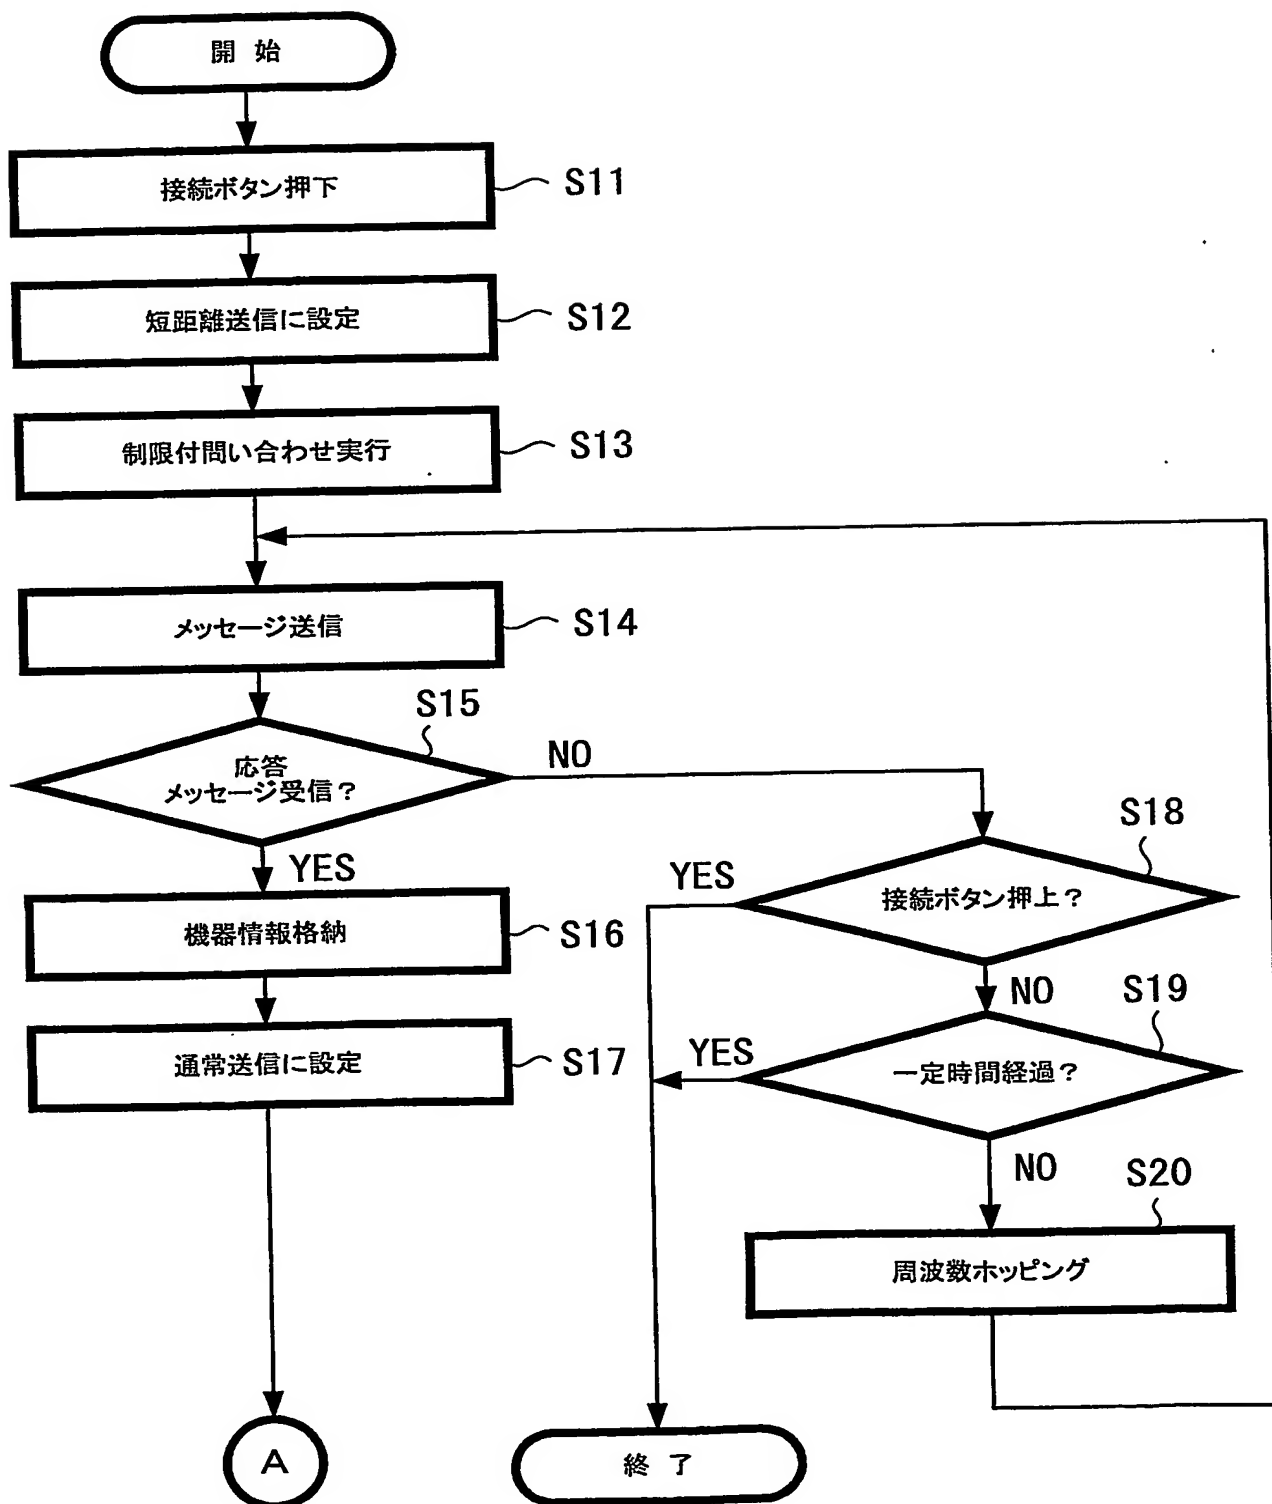 開始
接続ボタン押下
S11
短距離送信に設定
S12
制限付問い合わせ実行
S13
メッセージ送信
S14
S15
応答
メッセージ受信？
NO
YES
機器情報格納
S16
通常送信に設定
S17
A
S18
接続ボタン押上？
YES
NO
S19
一定時間経過？
YES
NO
S20
周波数ホッピング
終了